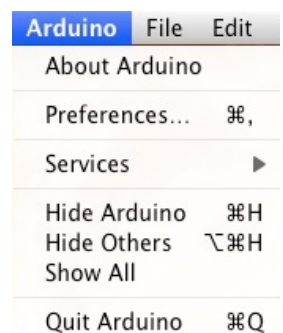 Arduino File Edit
About Arduino
Preferences... ⌘,
Services ▶
Hide Arduino ⌘H
Hide Others ⌥⌘H
Show All
Quit Arduino ⌘Q